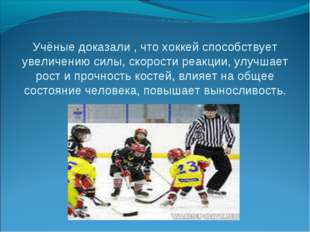 Учёные доказали , что хоккей способствует
увеличению силы, скорости реакции, улучшает
рост и прочность костей, влияет на общее
состояние человека, повышает выносливость.